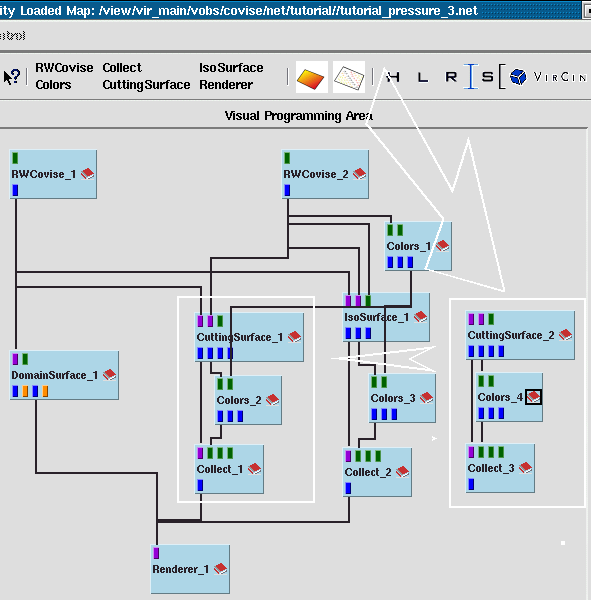 ity Loaded Map: /view/vir_main/vobs/covise/net/tutorial//tutorial_pressure_3.net
ntrol
? RWCovise Collect IsoSurface H L R S VIRCIN
Colors CuttingSurface Renderer
Visual Programming Area
RWCovise_1 RWCovise_2
Colors_1
IsoSurface_1
CuttingSurface_1 CuttingSurface_2
DomainSurface_1
Colors_2 Colors_3 Colors_4
Collect_1 Collect_2 Collect_3
Renderer_1